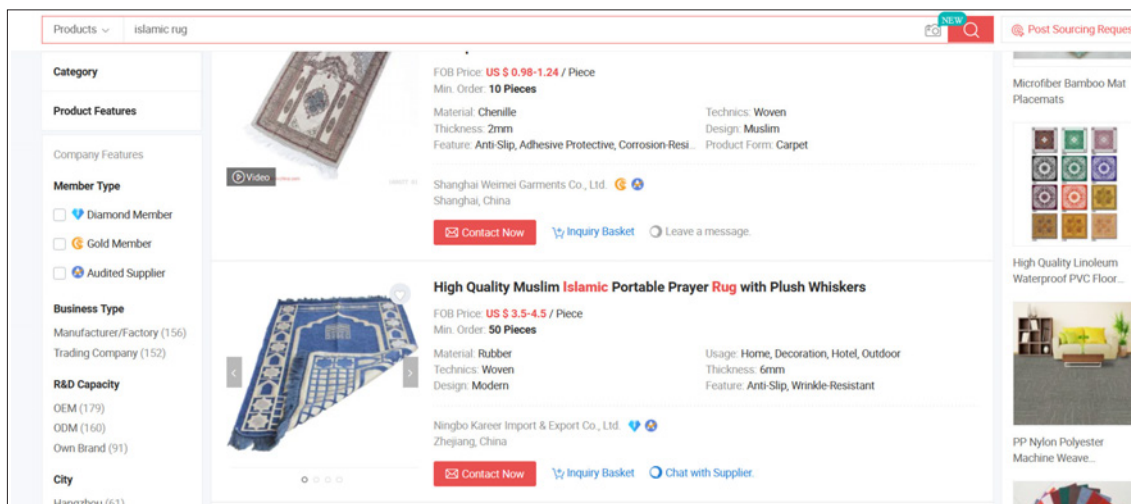 Products
islamic rug
NEW
Post Sourcing Reques
Category
Product Features
Company Features
Member Type
Diamond Member
Gold Member
Audited Supplier
Business Type
Manufacturer/Factory (156)
Trading Company (152)
R&D Capacity
OEM (179)
ODM (160)
Own Brand (91)
City
Hangzhou (61)
Video
FOB Price: US $ 0.98-1.24 / Piece
Min. Order: 10 Pieces
Material: Chenille
Technics: Woven
Thickness: 2mm
Design: Muslim
Feature: Anti-Slip, Adhesive Protective, Corrosion-Resi...
Product Form: Carpet
Shanghai Weimei Garments Co., Ltd.
Shanghai, China
Contact Now
Inquiry Basket
Leave a message.
High Quality Muslim Islamic Portable Prayer Rug with Plush Whiskers
FOB Price: US $ 3.5-4.5 / Piece
Min. Order: 50 Pieces
Material: Rubber
Usage: Home, Decoration, Hotel, Outdoor
Technics: Woven
Thickness: 6mm
Design: Modern
Feature: Anti-Slip, Wrinkle-Resistant
Ningbo Kareer Import & Export Co., Ltd.
Zhejiang, China
Contact Now
Inquiry Basket
Chat with Supplier.
Microfiber Bamboo Mat
Placemats
High Quality Linoleum
Waterproof PVC Floor...
PP Nylon Polyester
Machine Weave...